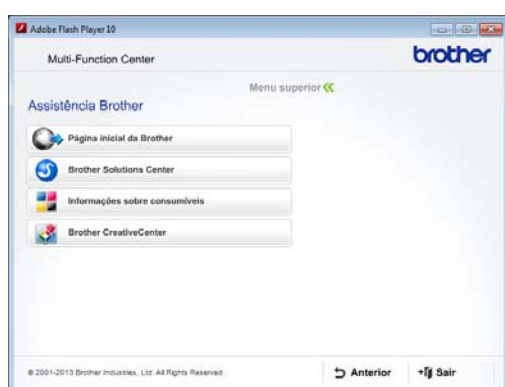 Adobe Flash Player 10
Multi-Function Center
brother
Menu superior
Assistência Brother
Página inicial da Brother
Brother Solutions Center
Informações sobre consumíveis
Brother CreativeCenter
© 2001-2013 Brother Industries, Ltd. All Rights Reserved.
Anterior
Sair